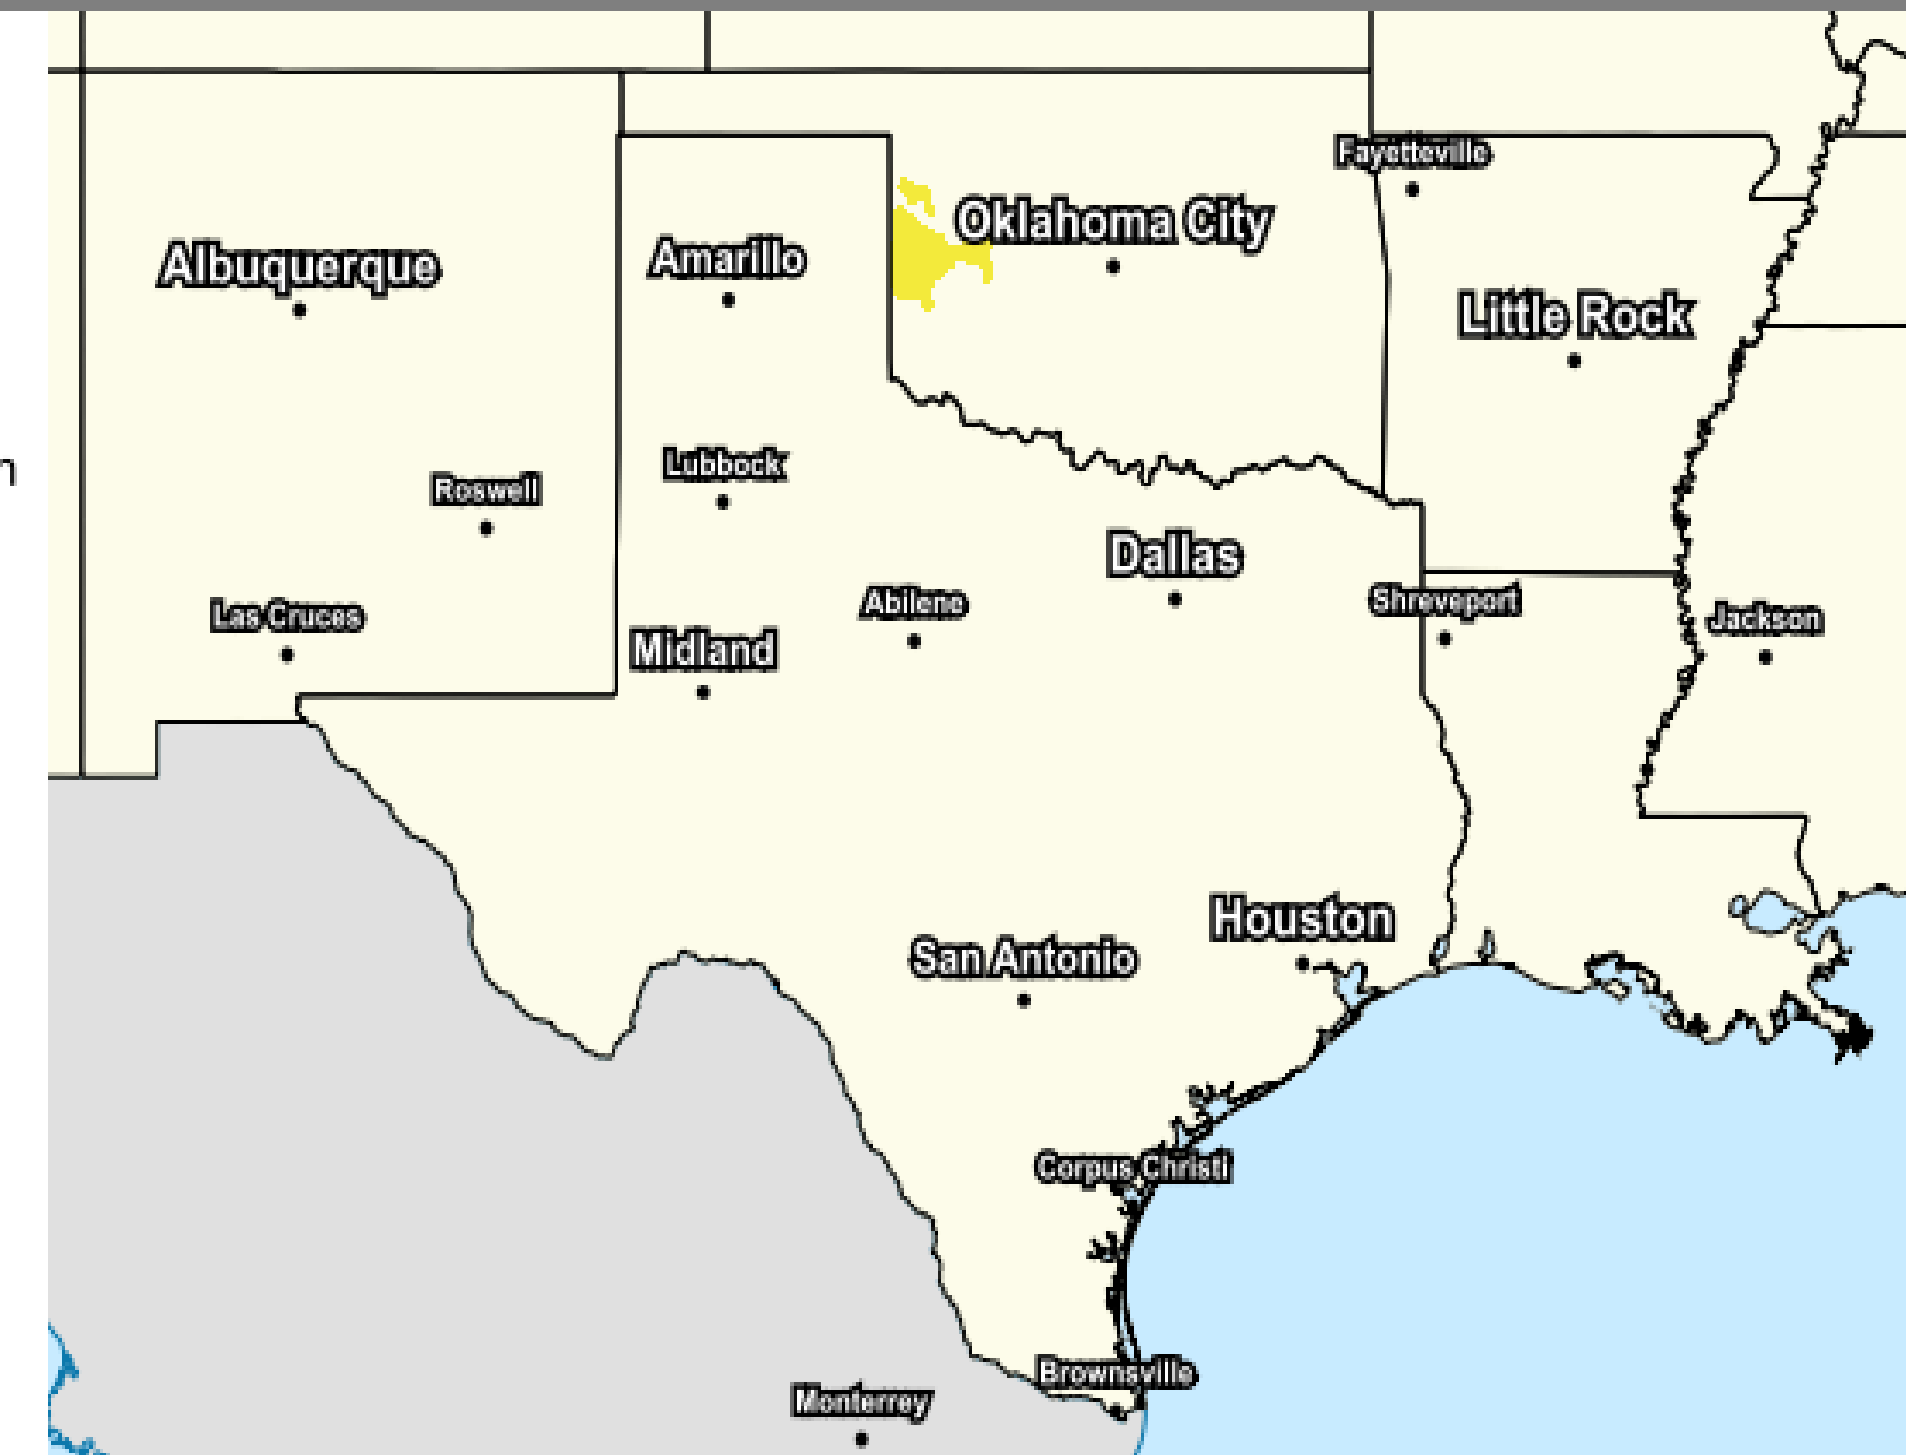 Fayetteville
Oklahoma City
Albuquerque
Amarillo
Little Rock
n
Lubbock
Roswell
Dallas
Abilene
Shreveport
Las Cruces
Jackson
Midland
Houston
San Antonio
Corpus Christi
Brownsville
Monterrey